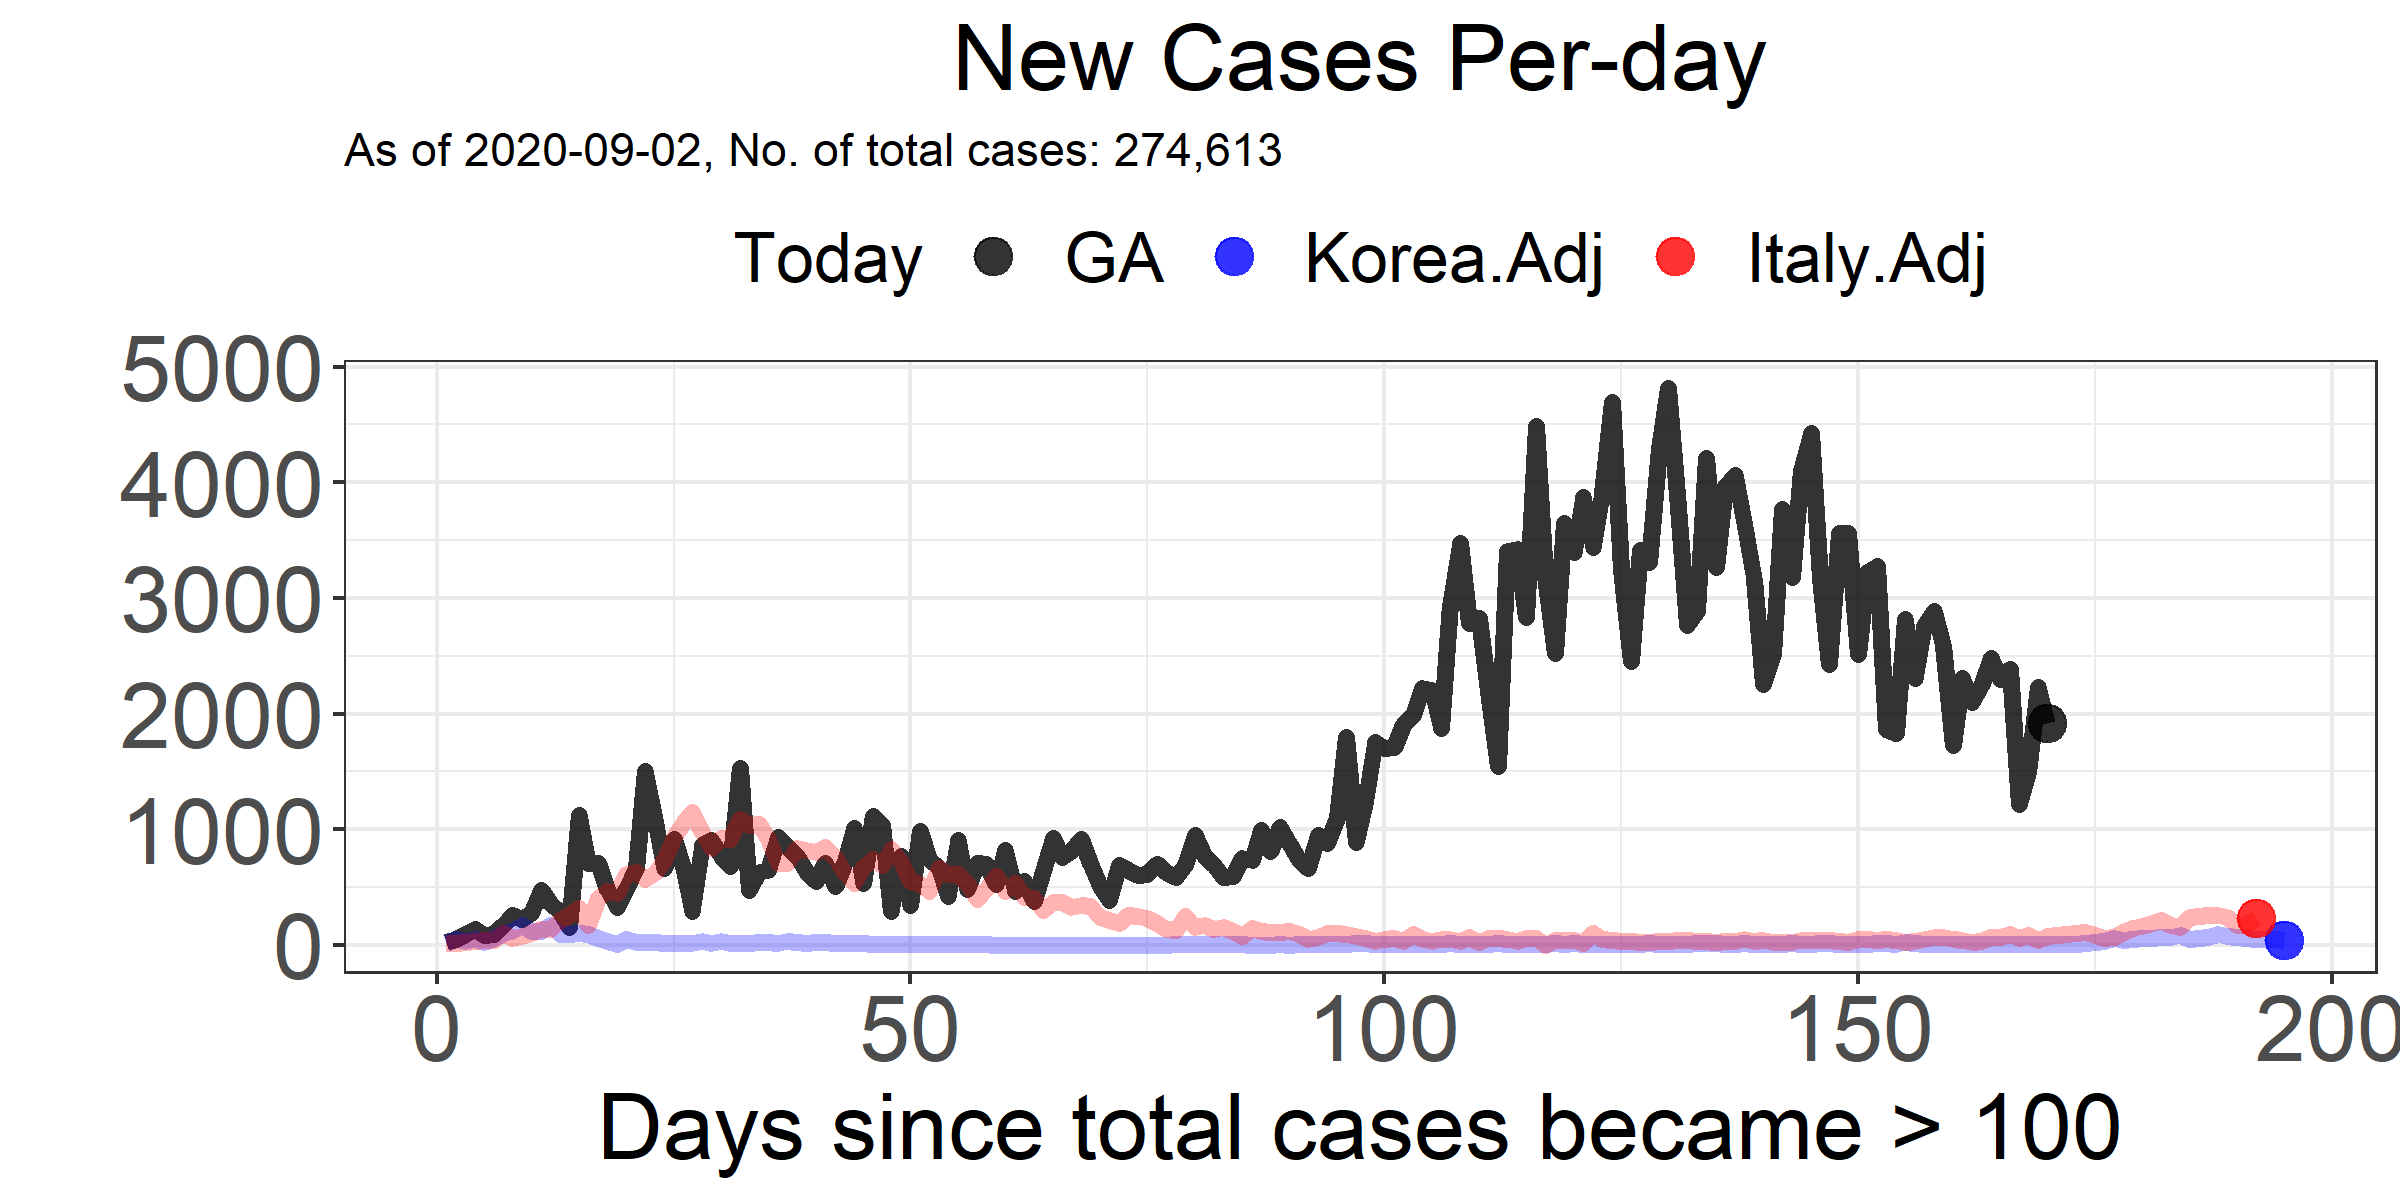 New Cases Per-day
As of 2020-09-02, No. of total cases: 274,613
Today GA Korea.Adj Italy.Adj
5000
4000
3000
2000
1000
0
0 50 100 150 200
Days since total cases became > 100